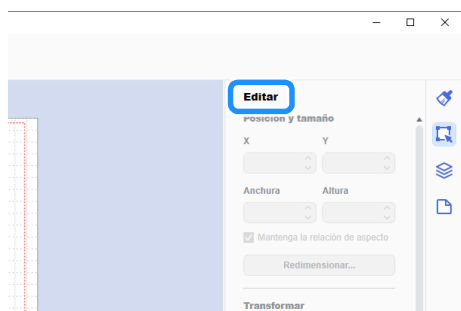 Editar
Posición y tamaño
X Y
Anchura Altura
Mantenga la relación de aspecto
Redimensionar...
Transformar